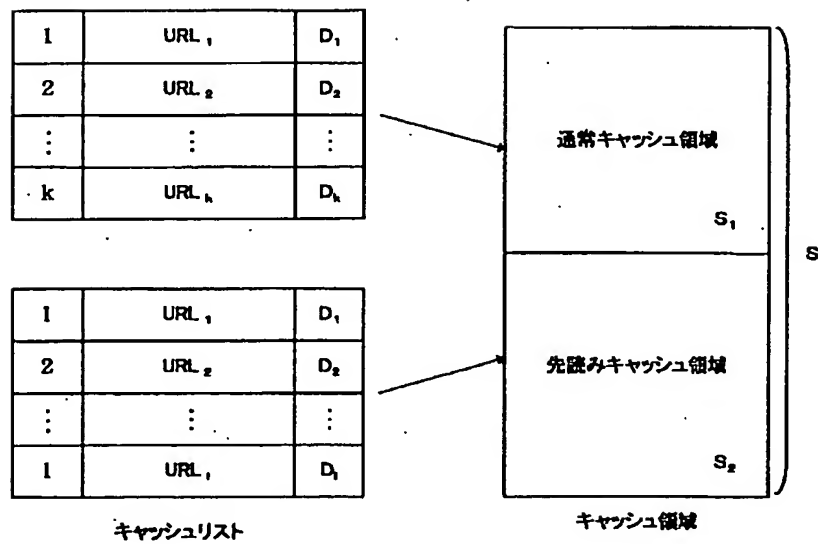 1 URL₁ D₁
2 URL₂ D₂
⋮ ⋮ ⋮
k URLₖ Dₖ
1 URL₁ D₁
2 URL₂ D₂
⋮ ⋮ ⋮
l URLₗ Dₗ
キャッシュリスト
通常キャッシュ領域
S₁
先読みキャッシュ領域
S₂
S
キャッシュ領域